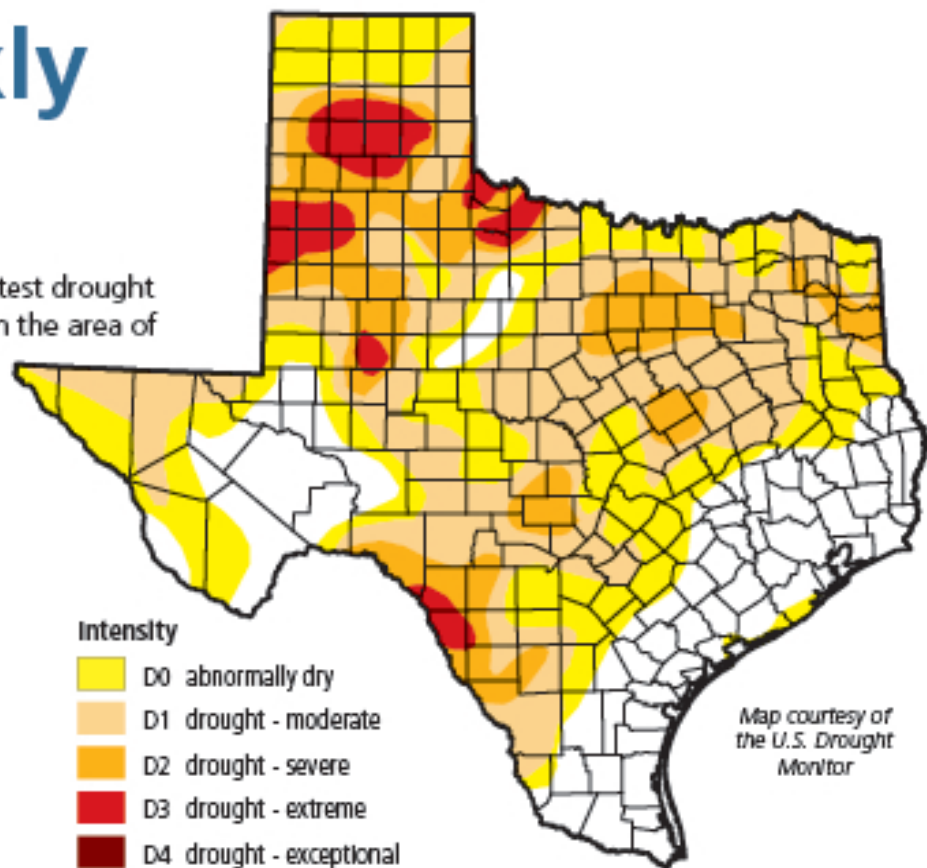 kly
test drought
n the area of
Intensity
D0 abnormally dry
D1 drought - moderate
D2 drought - severe
D3 drought - extreme
D4 drought - exceptional
Map courtesy of
the U.S. Drought
Monitor